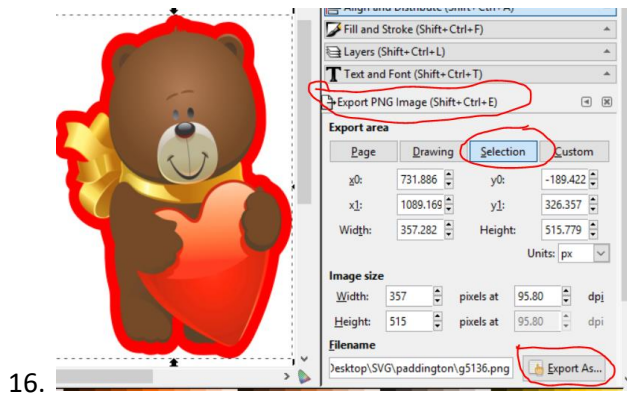 Align and Distribute (Shift+Ctrl+A)
Fill and Stroke (Shift+Ctrl+F)
Layers (Shift+Ctrl+L)
Text and Font (Shift+Ctrl+T)
Export PNG Image (Shift+Ctrl+E)
Export area
Page Drawing Selection Custom
x0: 731.886 y0: -189.422
x1: 1089.169 y1: 326.357
Width: 357.282 Height: 515.779
Units: px
Image size
Width: 357 pixels at 95.80 dpi
Height: 515 pixels at 95.80 dpi
Filename
Desktop\SVG\paddington\g5136.png Export As...
16.